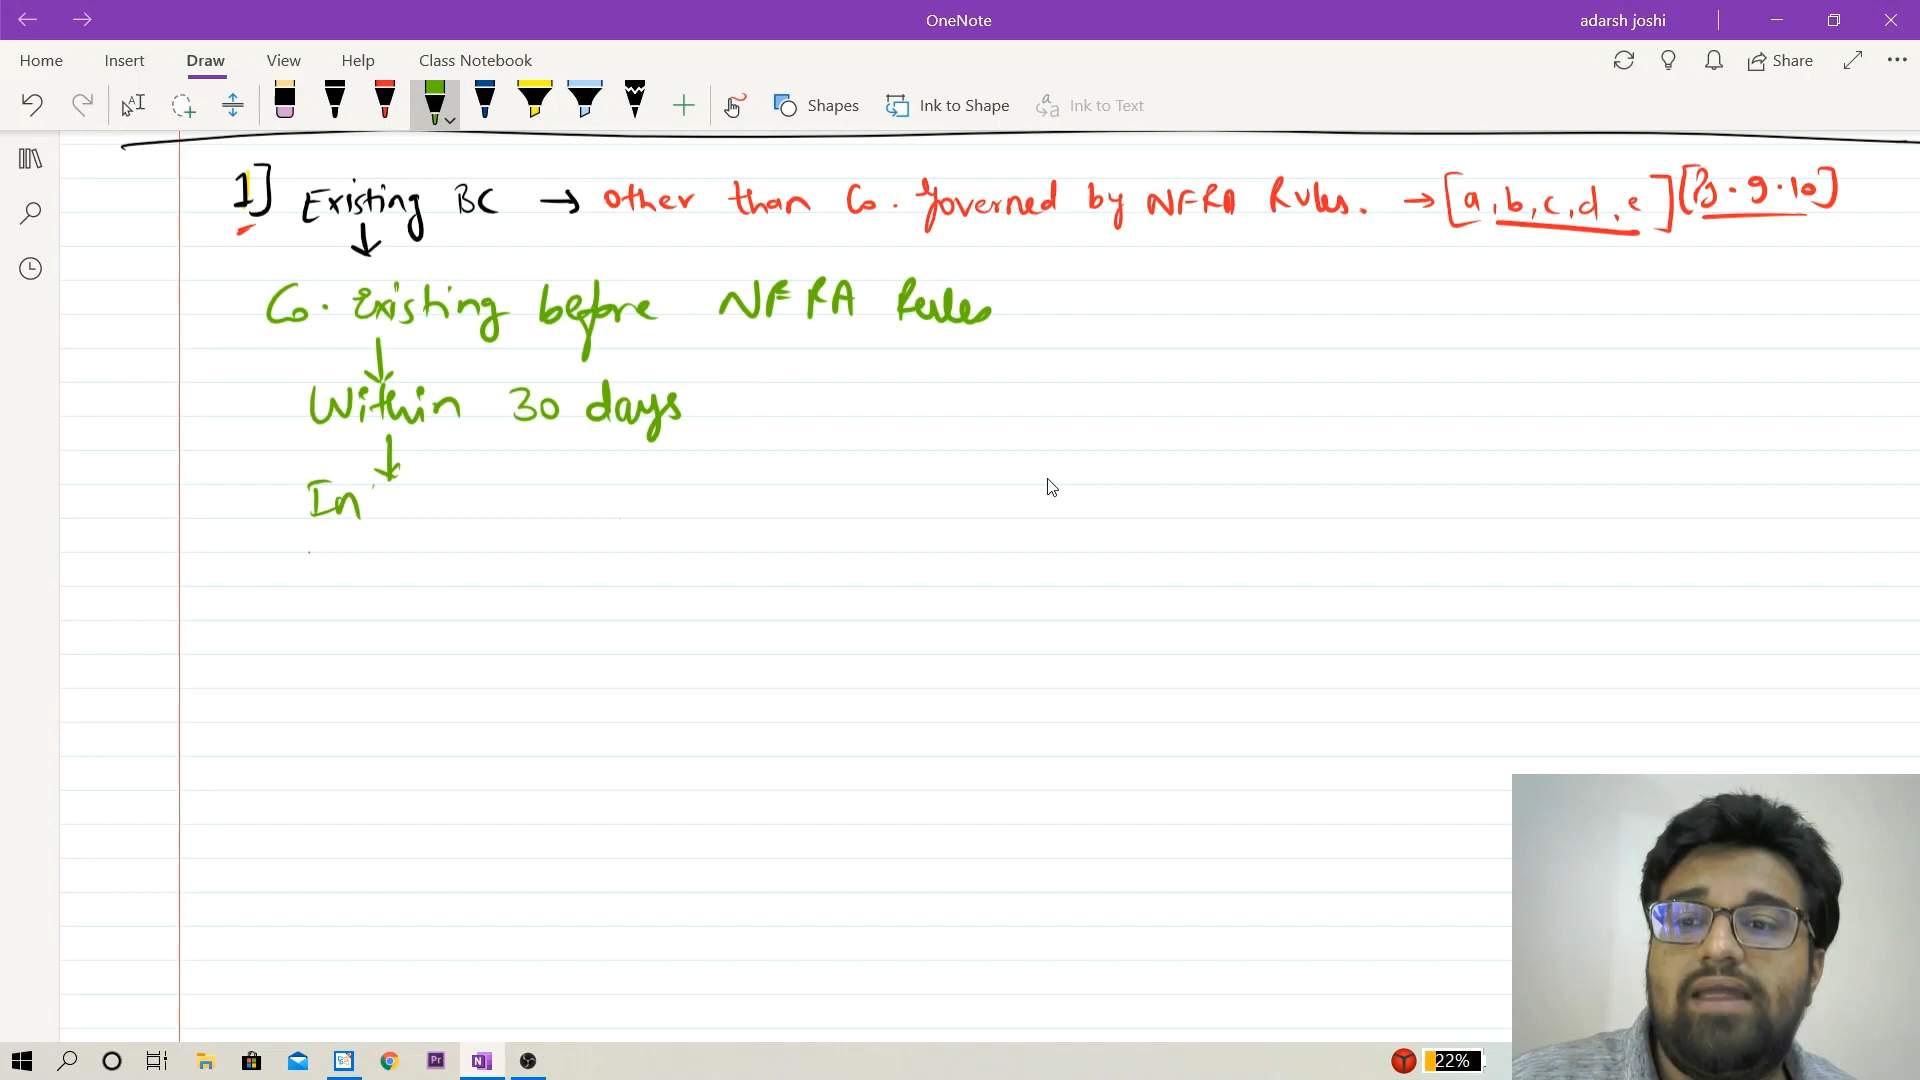 OneNote
adarsh joshi
Home Insert Draw View Help Class Notebook
Share
Shapes Ink to Shape Ink to Text
1] Existing BC → other than Co. Governed by NFRA Rules. → [a, b, c, d, e] [Pg. 9.10]
↓
Co. Existing before NFRA Rules
↓
Within 30 days
↓
In
22%